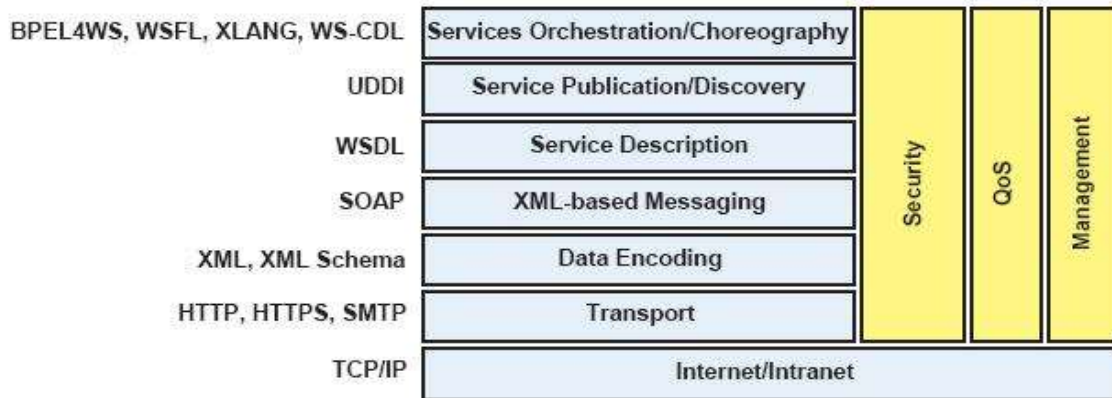 BPEL4WS, WSFL, XLANG, WS-CDL Services Orchestration/Choreography
UDDI Service Publication/Discovery
WSDL Service Description
SOAP XML-based Messaging
XML, XML Schema Data Encoding
HTTP, HTTPS, SMTP Transport
TCP/IP Internet/Intranet
Security
QoS
Management